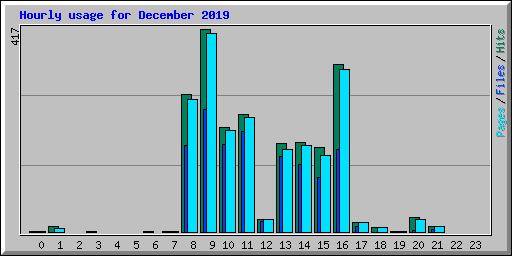 Hourly usage for December 2019
417
Pages/Files/Hits
0 1 2 3 4 5 6 7 8 9 10 11 12 13 14 15 16 17 18 19 20 21 22 23